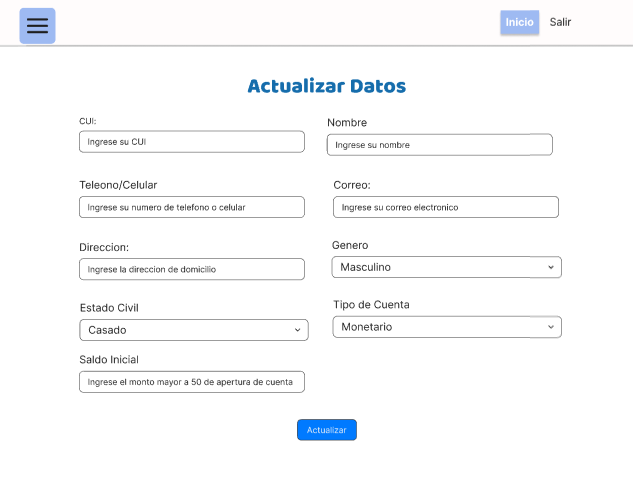 Inicio Salir
Actualizar Datos
CUI:
Ingrese su CUI
Nombre
Ingrese su nombre
Teleono/Celular
Ingrese su numero de telefono o celular
Correo:
Ingrese su correo electronico
Direccion:
Ingrese la direccion de domicilio
Genero
Masculino
Estado Civil
Casado
Tipo de Cuenta
Monetario
Saldo Inicial
Ingrese el monto mayor a 50 de apertura de cuenta
Actualizar